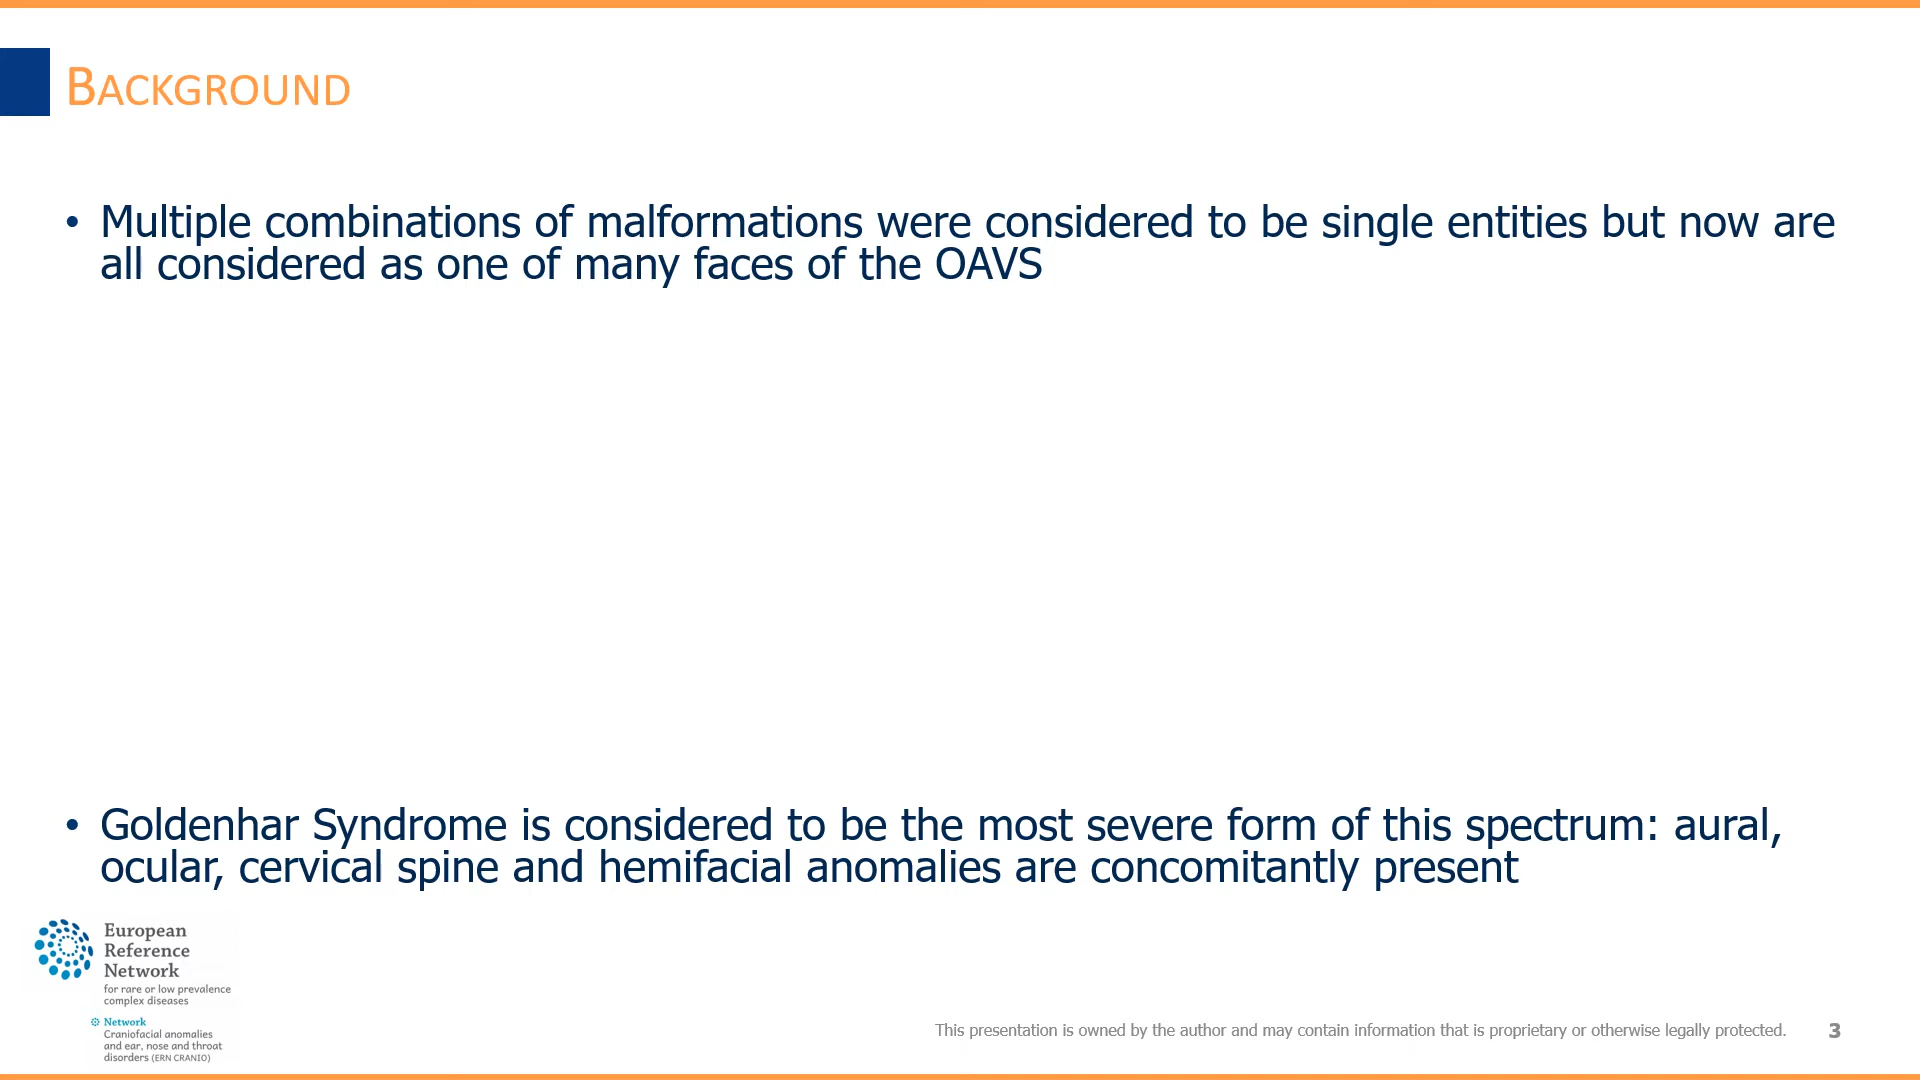 BACKGROUND
• Multiple combinations of malformations were considered to be single entities but now are
all considered as one of many faces of the OAVS
• Goldenhar Syndrome is considered to be the most severe form of this spectrum: aural,
ocular, cervical spine and hemifacial anomalies are concomitantly present
European
Reference
Network
for rare or low prevalence
complex diseases
Network
Craniofacial anomalies
and ear, nose and throat
disorders (ERN CRANIO)
This presentation is owned by the author and may contain information that is proprietary or otherwise legally protected.
3